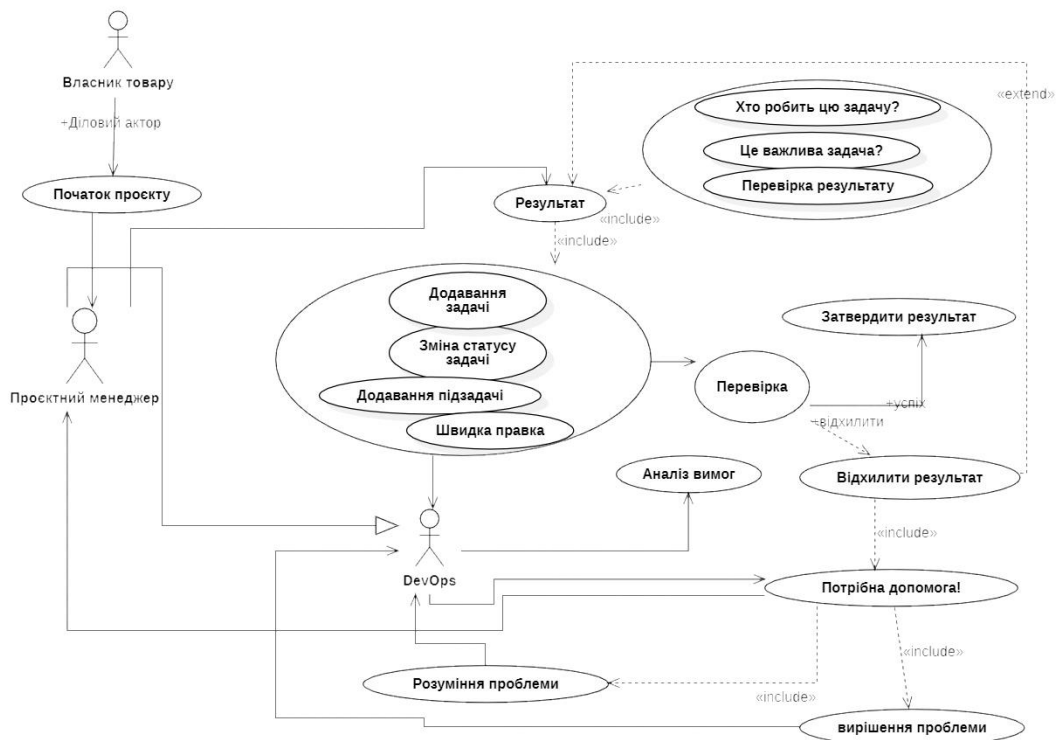 Власник товару
+Діловий актор
Початок проєкту
Проєктний менеджер
«extend»
Хто робить цю задачу?
Це важлива задача?
Перевірка результату
Результат
«include»
«include»
Додавання
задачі
Зміна статусу
задачі
Додавання підзадачі
Швидка правка
Затвердити результат
Перевірка
+успіх
+відхилити
Відхилити результат
Аналіз вимог
«include»
DevOps
Потрібна допомога!
«include»
Розуміння проблеми
«include»
вирішення проблеми